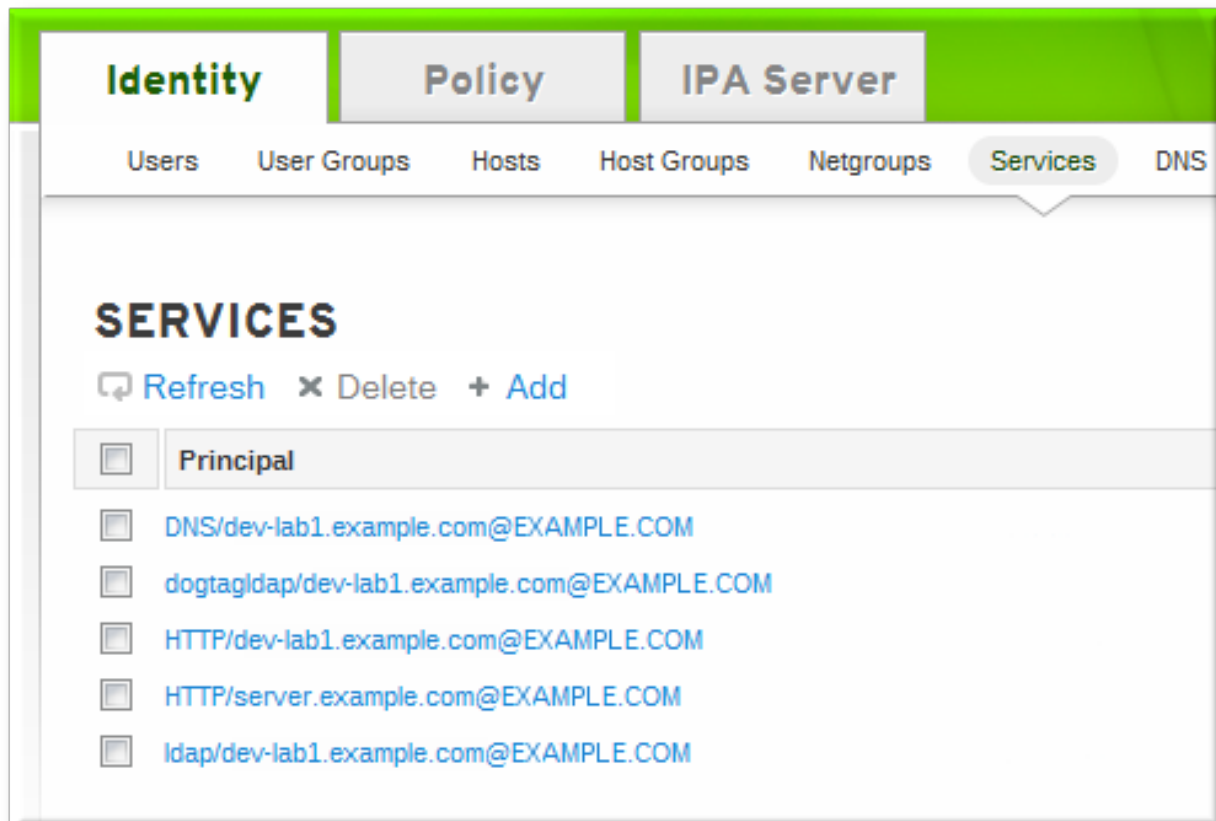 Identity Policy IPA Server
Users User Groups Hosts Host Groups Netgroups Services DNS
SERVICES
Refresh Delete + Add
Principal
DNS/dev-lab1.example.com@EXAMPLE.COM
dogtagldap/dev-lab1.example.com@EXAMPLE.COM
HTTP/dev-lab1.example.com@EXAMPLE.COM
HTTP/server.example.com@EXAMPLE.COM
ldap/dev-lab1.example.com@EXAMPLE.COM